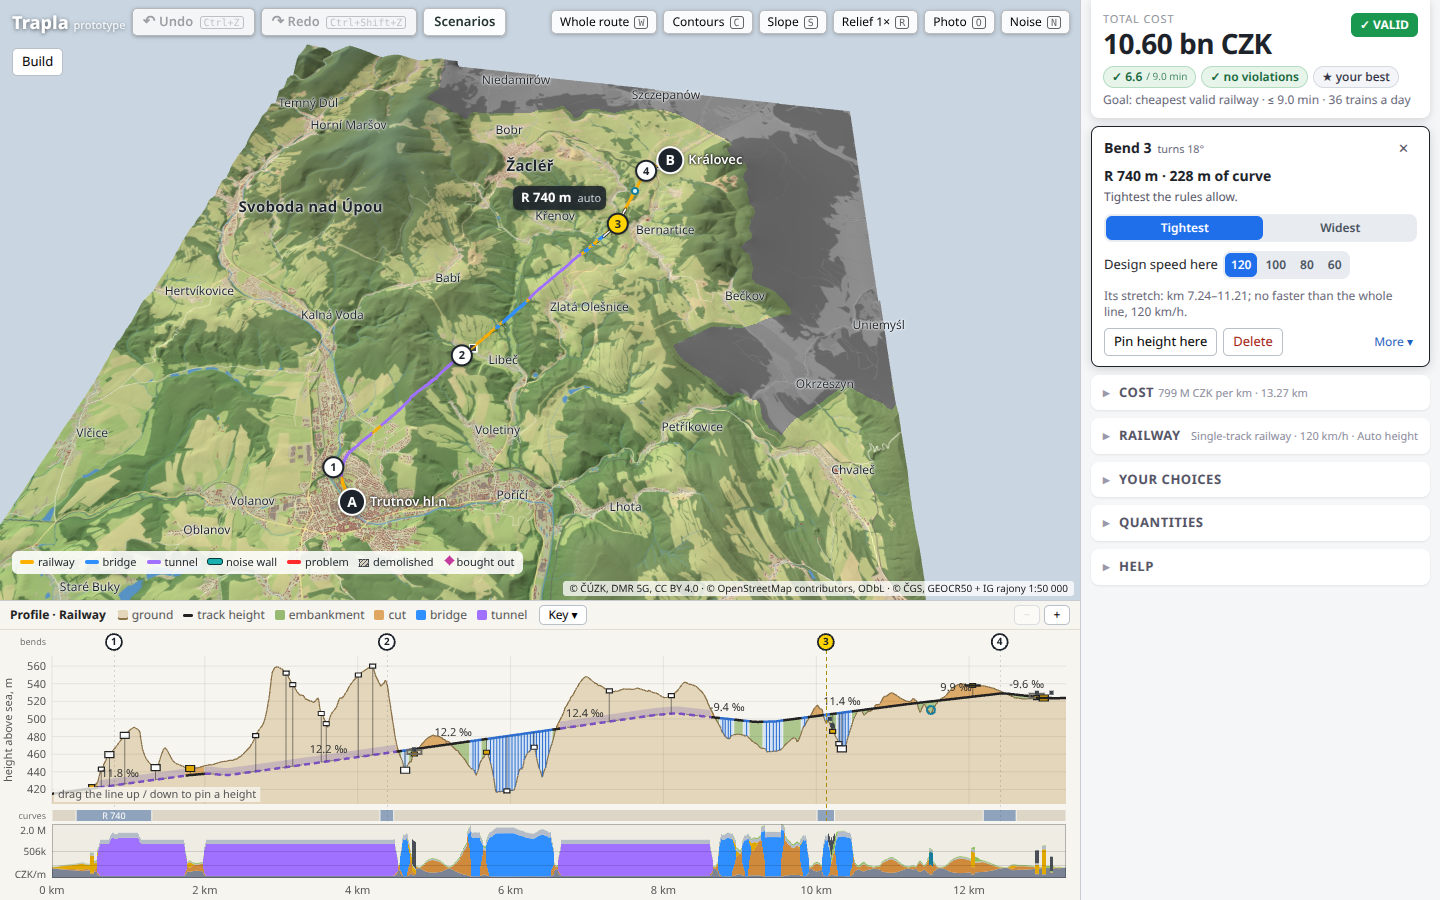 Trapla prototype
↶ Undo Ctrl+Z
↷ Redo Ctrl+Shift+Z
Scenarios
Whole route W
Contours C
Slope S
Relief 1× R
Photo O
Noise N
Build
Niedamirów
Szczepanów
Temný Důl
Horní Maršov
Bobr
Žacléř
B Královec
4
Svoboda nad Úpou
R 740 m auto
Křenov
3
Bernartice
Babí
Hertvíkovice
Kalná Voda
Zlatá Olešnice
Bečkov
Uniemyśl
2
Libeč
Okrzeszyn
Vlčice
Voletiny
Petříkovice
1
Chvaleč
A Trutnov hl.n.
Volanov
Poříčí
Lhota
Oblanov
railway bridge tunnel noise wall problem demolished bought out
Staré Buky
© ČÚZK, DMR 5G, CC BY 4.0 · © OpenStreetMap contributors, ODbL · © ČGS, GEOCR50 + IG rajony 1:50 000
Profile · Railway ground track height embankment cut bridge tunnel Key ▾
− +
bends 1 2 3 4
height above sea, m
560
540
520
500
480
460
440
420
11.8 ‰
12.2 ‰
12.2 ‰
12.4 ‰
-9.4 ‰
11.4 ‰
9.9 ‰
-9.6 ‰
drag the line up / down to pin a height
curves R 740
2.0 M
506k
CZK/m
0 km 2 km 4 km 6 km 8 km 10 km 12 km
TOTAL COST
10.60 bn CZK
✓ VALID
✓ 6.6 / 9.0 min
✓ no violations
★ your best
Goal: cheapest valid railway · ≤ 9.0 min · 36 trains a day
Bend 3 turns 18° ✕
R 740 m · 228 m of curve
Tightest the rules allow.
Tightest Widest
Design speed here 120 100 80 60
Its stretch: km 7.24–11.21; no faster than the whole
line, 120 km/h.
Pin height here
Delete
More ▾
▶ COST 799 M CZK per km · 13.27 km
▶ RAILWAY Single-track railway · 120 km/h · Auto height
▶ YOUR CHOICES
▶ QUANTITIES
▶ HELP